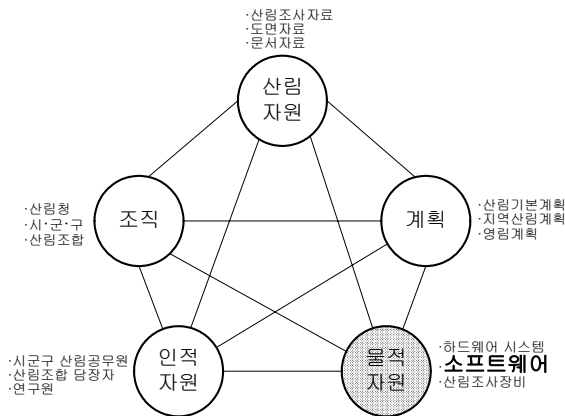 ·산림조사자료
·도면자료
·문서자료
산림
자원
·산림청
·시·군·구
·산림조합
조직
계획
·산림기본계획
·지역산림계획
·영림계획
·시군구 산림공무원
·산림조합 담장자
·연구원
인적
자원
울적
자원
·하드웨어 시스템
·소프트웨어
·산림조사장비